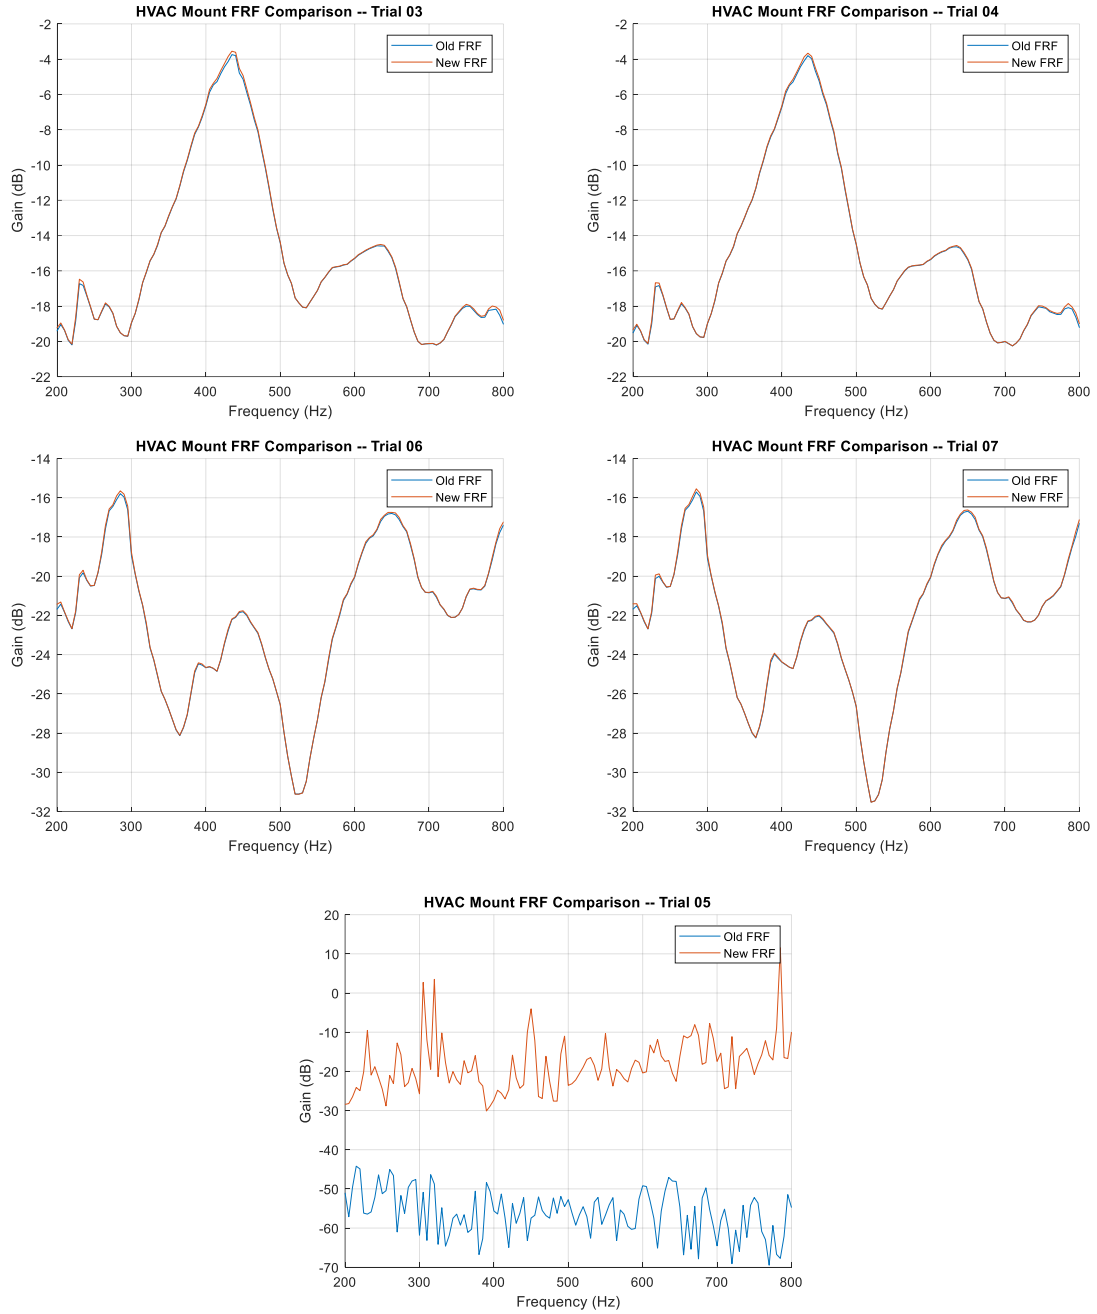 HVAC Mount FRF Comparison -- Trial 03
Old FRF
New FRF
Gain (dB)
-2
-4
-6
-8
-10
-12
-14
-16
-18
-20
-22
200 300 400 500 600 700 800
Frequency (Hz)
HVAC Mount FRF Comparison -- Trial 04
Old FRF
New FRF
Gain (dB)
-2
-4
-6
-8
-10
-12
-14
-16
-18
-20
-22
200 300 400 500 600 700 800
Frequency (Hz)
HVAC Mount FRF Comparison -- Trial 06
Old FRF
New FRF
Gain (dB)
-14
-16
-18
-20
-22
-24
-26
-28
-30
-32
200 300 400 500 600 700 800
Frequency (Hz)
HVAC Mount FRF Comparison -- Trial 07
Old FRF
New FRF
Gain (dB)
-14
-16
-18
-20
-22
-24
-26
-28
-30
-32
200 300 400 500 600 700 800
Frequency (Hz)
HVAC Mount FRF Comparison -- Trial 05
Old FRF
New FRF
Gain (dB)
20
10
0
-10
-20
-30
-40
-50
-60
-70
200 300 400 500 600 700 800
Frequency (Hz)